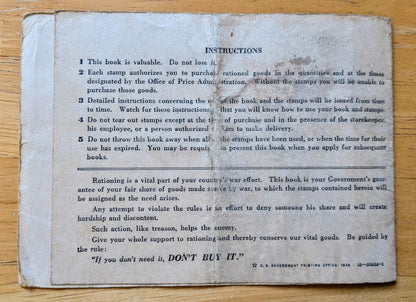 INSTRUCTIONS
1 This book is valuable. Do not lose it.
2 Each stamp authorizes you to purchase rationed goods in the quantities and at the times
designated by the Office of Price Administration. Without the stamps you will be unable to
purchase those goods.
3 Detailed instructions concerning the use of the book and the stamps will be issued from time
to time. Watch for those instructions so that you will know how to use your book and stamps.
4 Do not tear out stamps except at the time of purchase and in the presence of the storekeeper,
his employee, or a person authorized by him to make delivery.
5 Do not throw this book away when all of the stamps have been used, or when the time for their
use has expired. You may be required to present this book when you apply for subsequent
books.
Rationing is a vital part of your country's war effort. This book is your Government's guar-
antee of your fair share of goods made scarce by war, to which the stamps contained herein will
be assigned as the need arises.
Any attempt to violate the rules is an effort to deny someone his share and will create
hardship and discontent.
Such action, like treason, helps the enemy.
Give your whole support to rationing and thereby conserve our vital goods. Be guided by
the rule:
"If you don't need it, DON'T BUY IT."
☆ U. S. GOVERNMENT PRINTING OFFICE